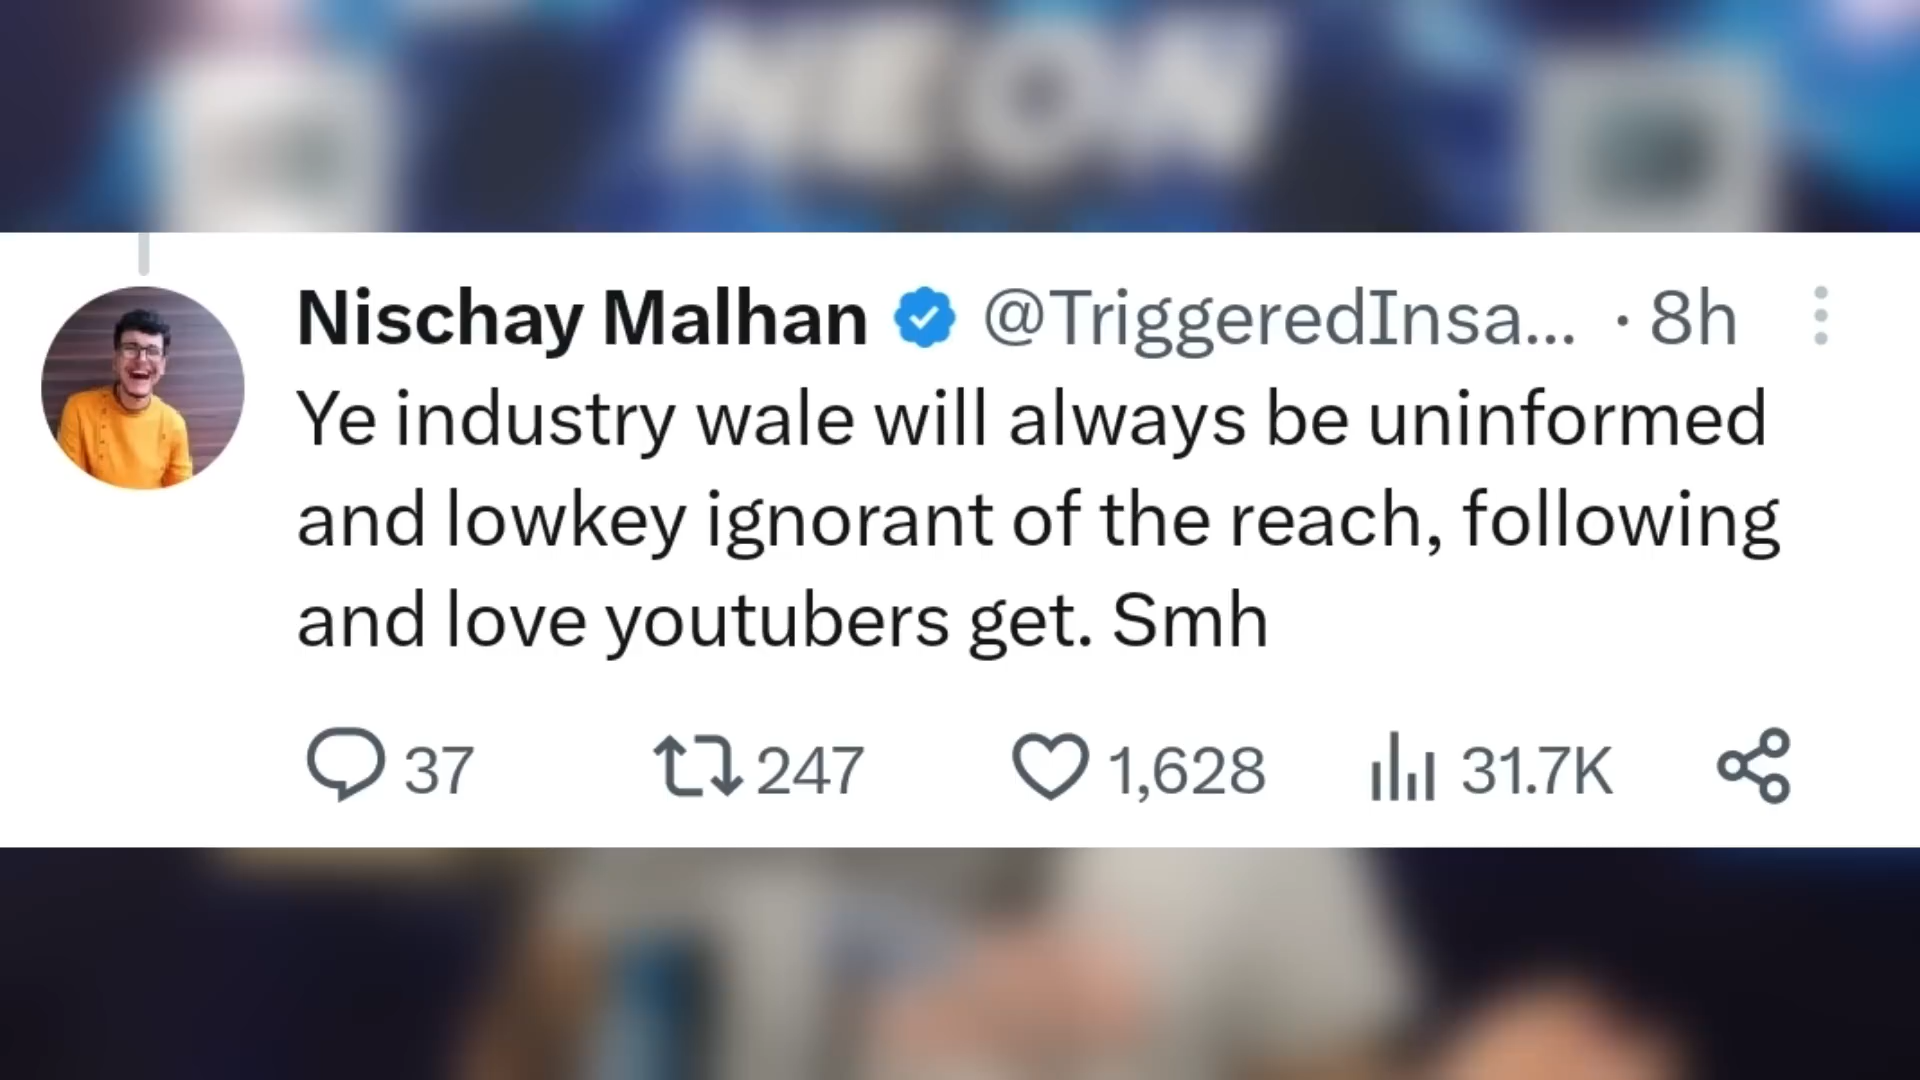 NEON
Nischay Malhan @TriggeredInsa... · 8h
Ye industry wale will always be uninformed
and lowkey ignorant of the reach, following
and love youtubers get. Smh
37 247 1,628 31.7K